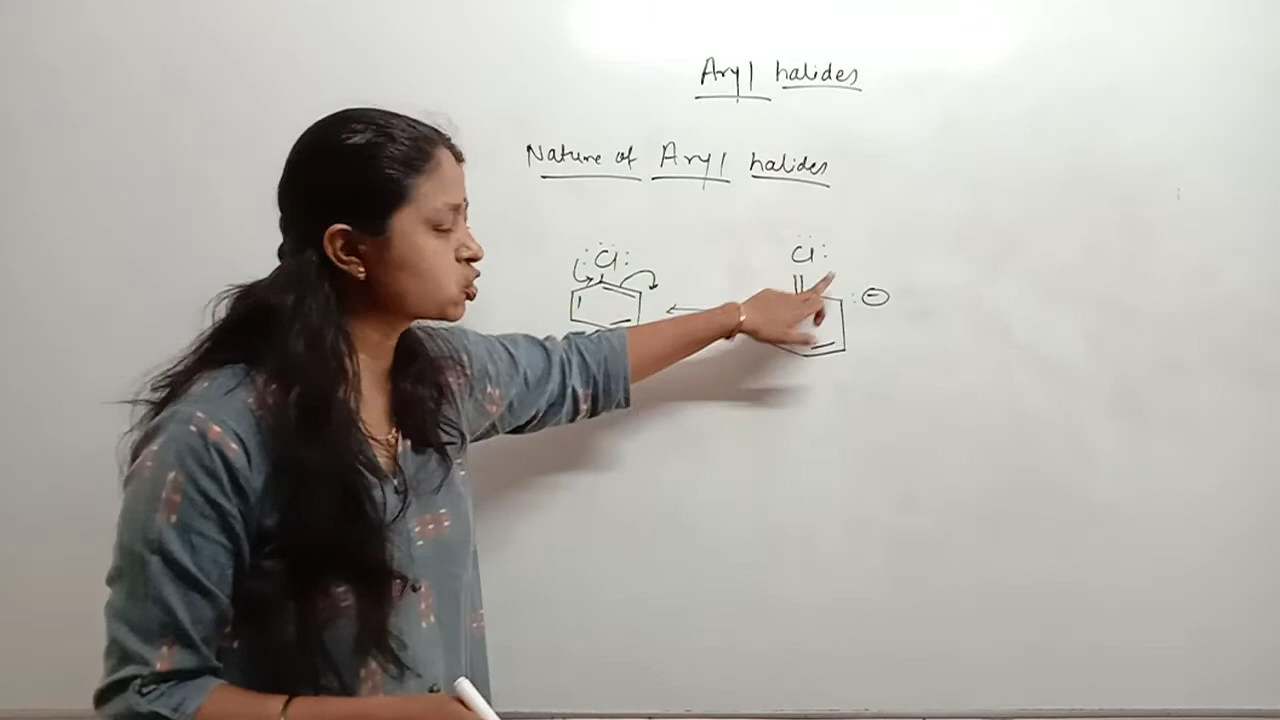 Aryl halides
Nature of Aryl halides
:Cl: Cl:
: ⊖